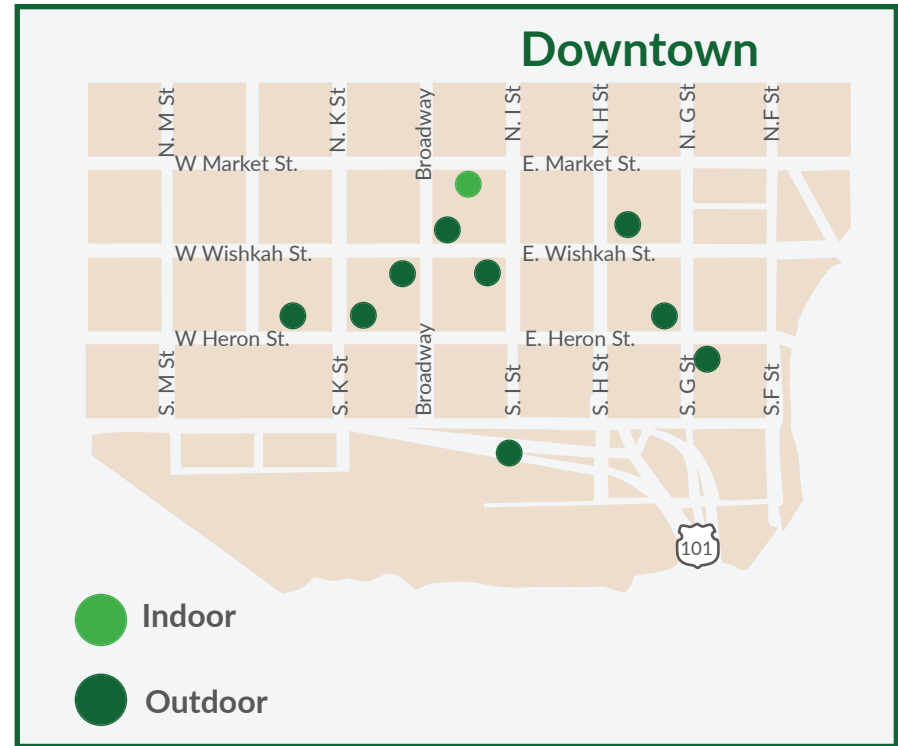 Downtown
N. M St
N. K St
Broadway
N. I St
N. H St
N. G St
N.F St
W Market St.
E. Market St.
W Wishkah St.
E. Wishkah St.
W Heron St.
E. Heron St.
S. M St
S. K St
Broadway
S. I St
S. H St
S. G St
S.F St
101
Indoor
Outdoor